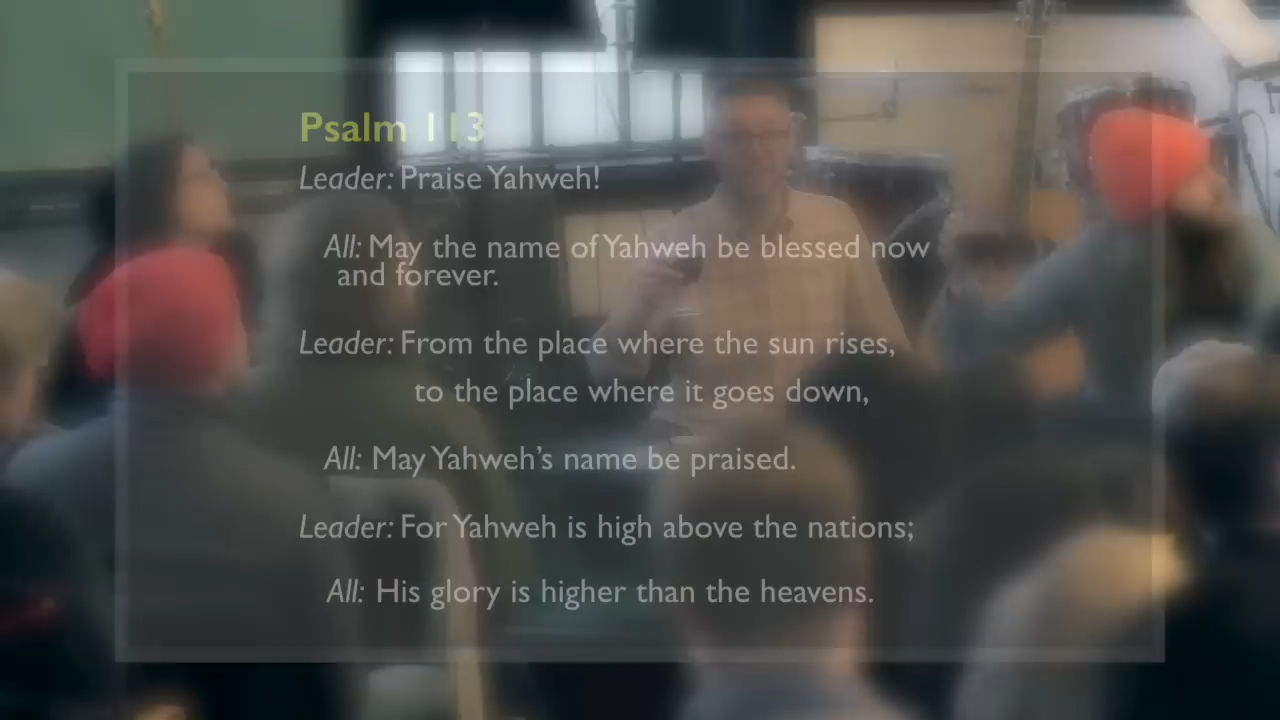 Psalm 113
Leader: Praise Yahweh!
All: May the name of Yahweh be blessed now
and forever.
Leader: From the place where the sun rises,
to the place where it goes down,
All: May Yahweh’s name be praised.
Leader: For Yahweh is high above the nations;
All: His glory is higher than the heavens.